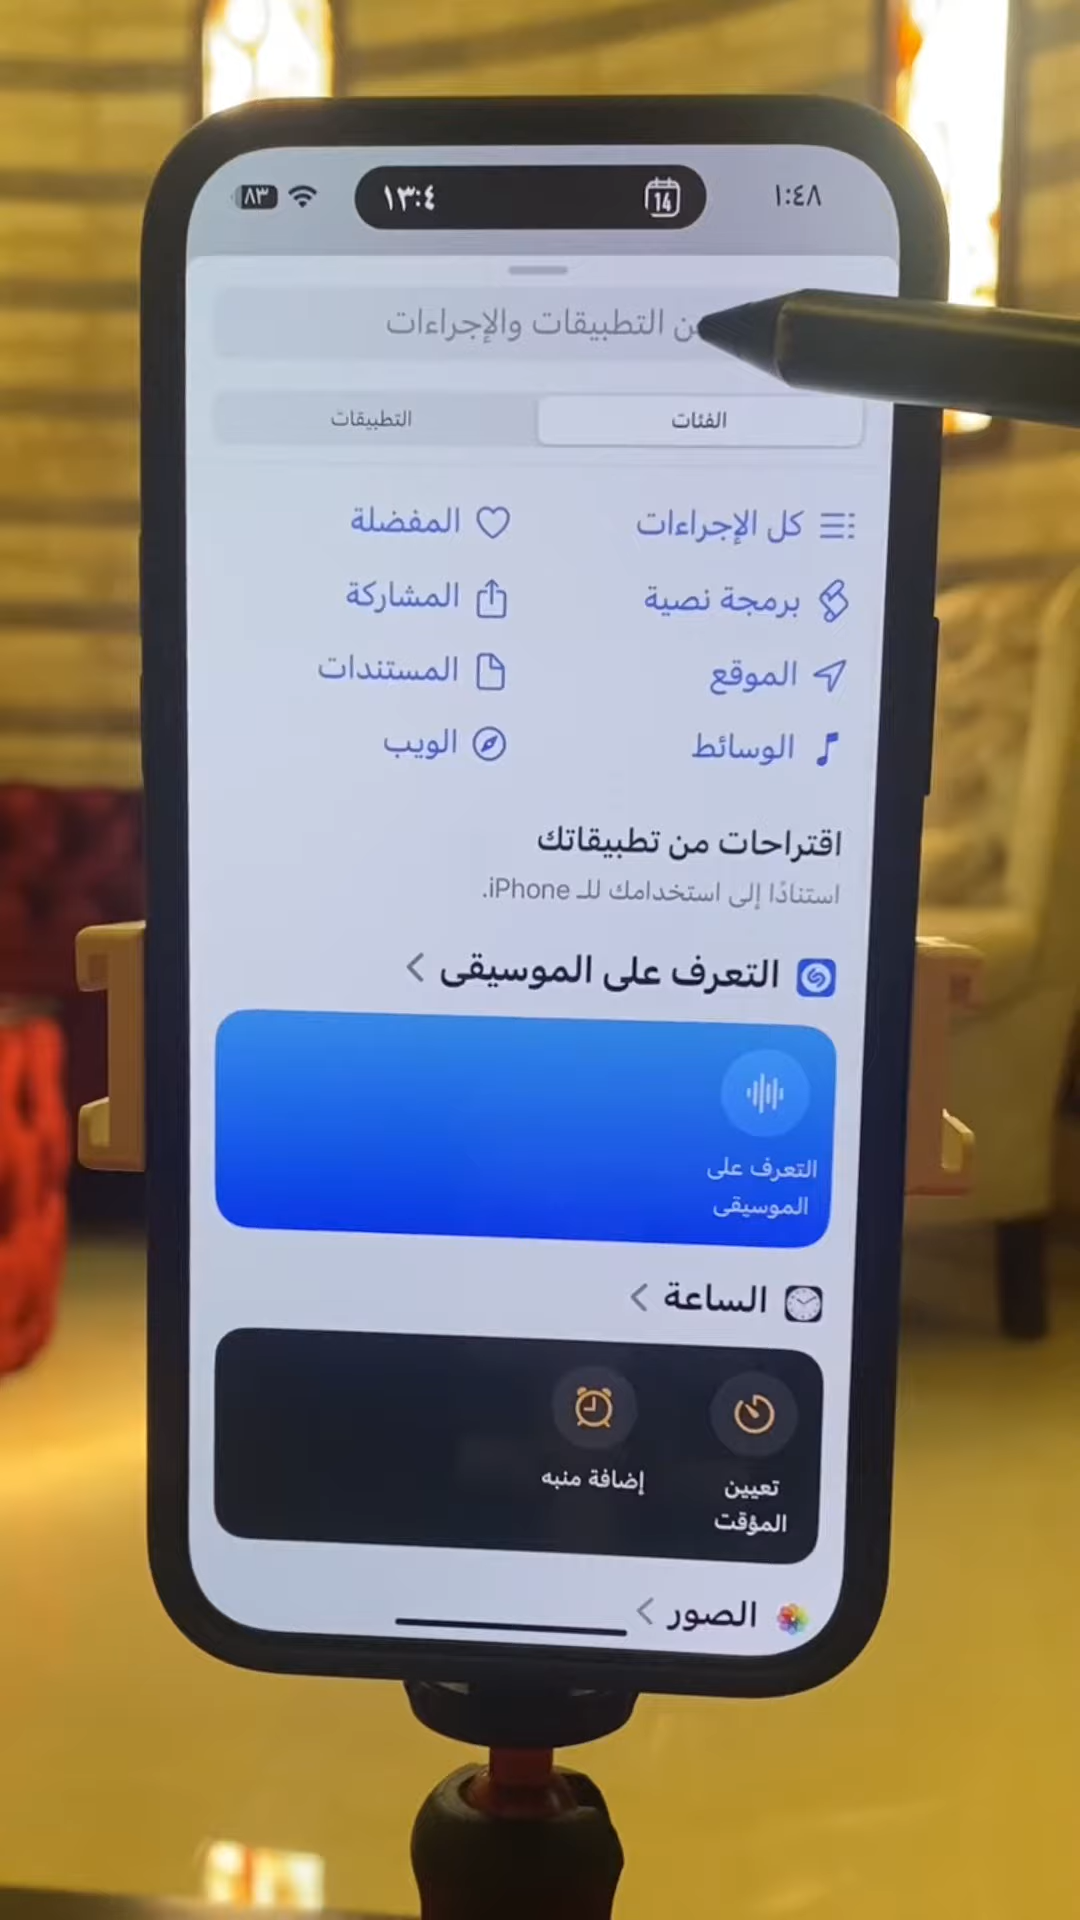 ١:٤٨
14
١٣:٤
٨٣
ن التطبيقات والإجراءات
الفئات
التطبيقات
كل الإجراءات
المفضلة
برمجة نصية
المشاركة
الموقع
المستندات
الوسائط
الويب
اقتراحات من تطبيقاتك
استنادًا إلى استخدامك للـ iPhone.
التعرف على الموسيقى
التعرف على
الموسيقى
الساعة
تعيين
المؤقت
إضافة منبه
الصور